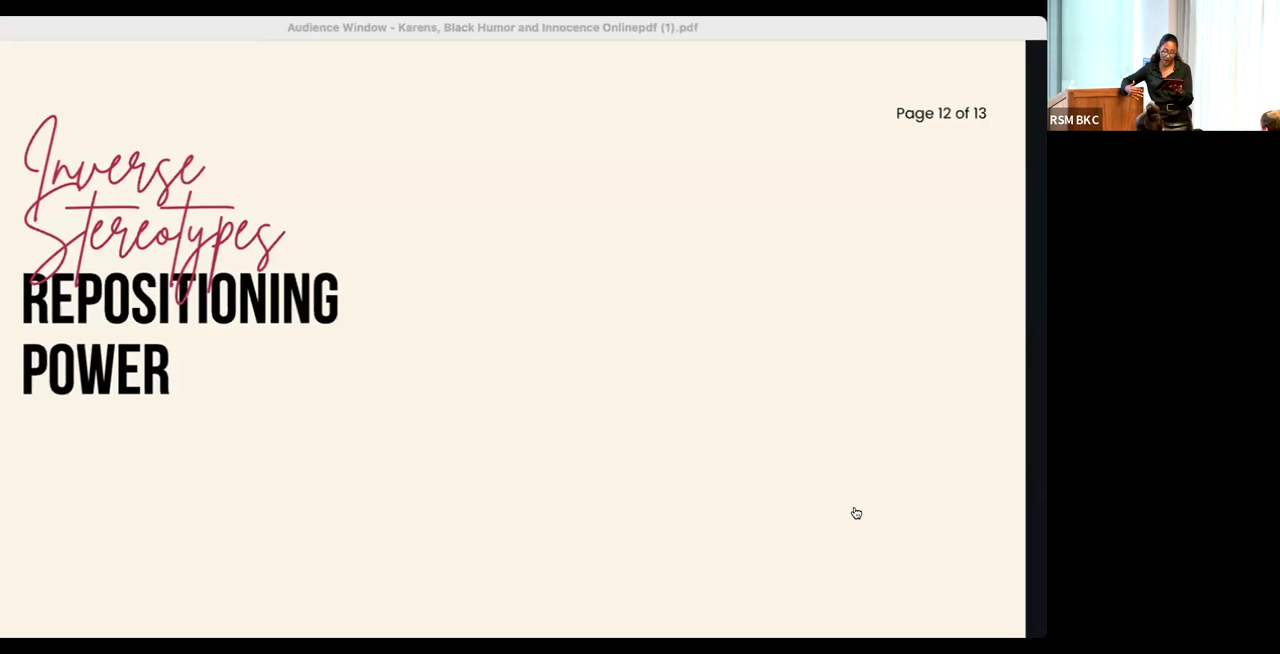 Audience Window - Karens, Black Humor and Innocence Onlinepdf (1).pdf
Page 12 of 13
RSM BKC
Inverse
Stereotypes
REPOSITIONING
POWER